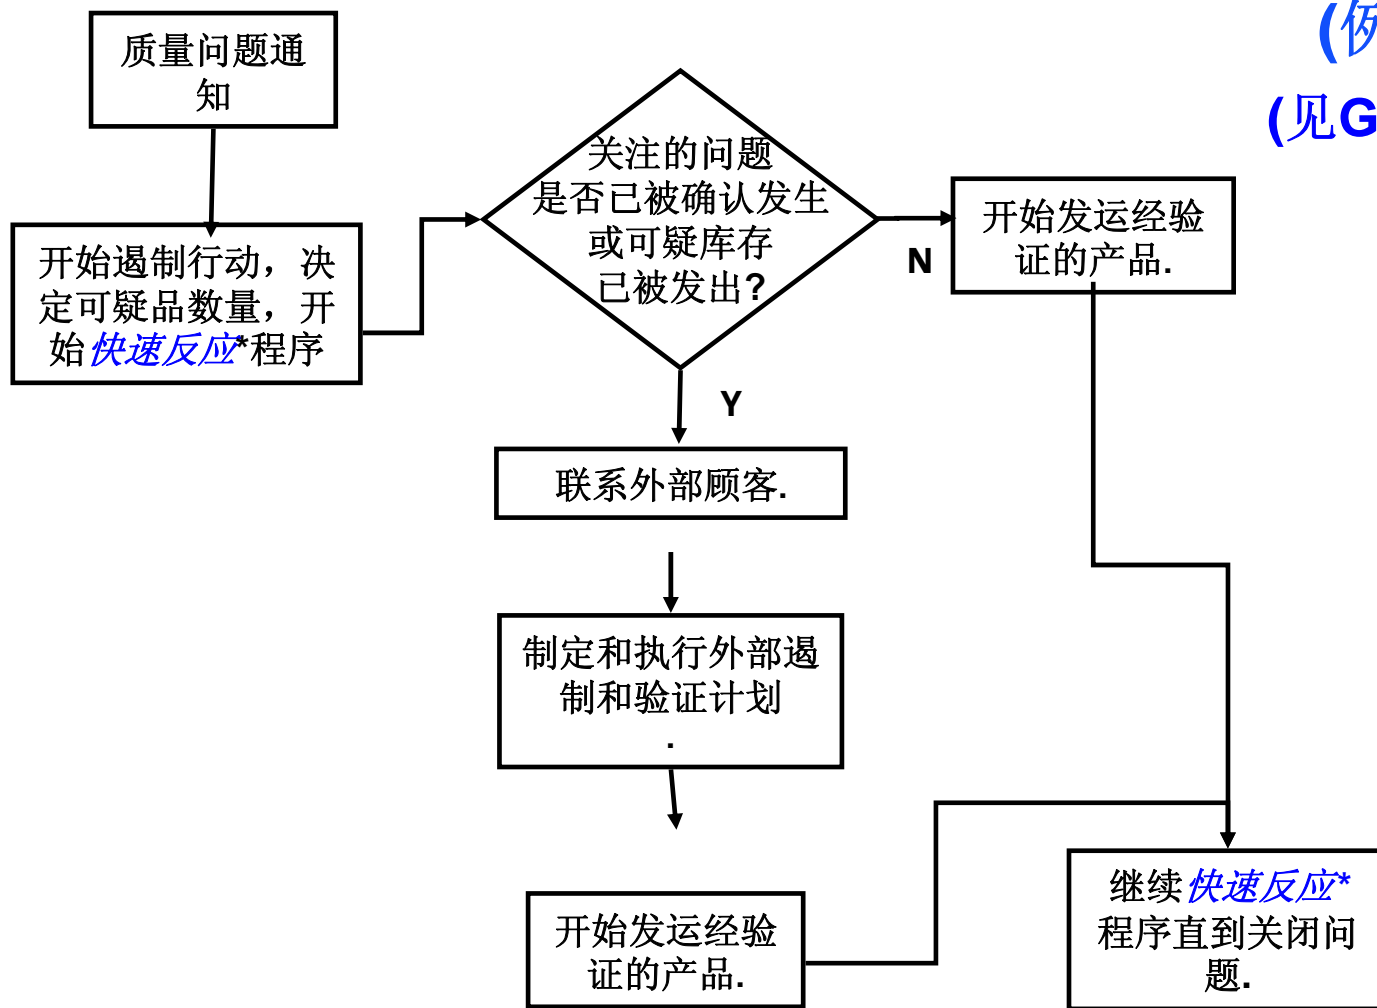 (例
(见G
质量问题通
知
开始遏制行动，决
定可疑品数量，开
始快速反应*程序
关注的问题
是否已被确认发生
或可疑库存
已被发出?
N
开始发运经验
证的产品.
Y
联系外部顾客.
制定和执行外部遏
制和验证计划
.
开始发运经验
证的产品.
继续快速反应*
程序直到关闭问
题.